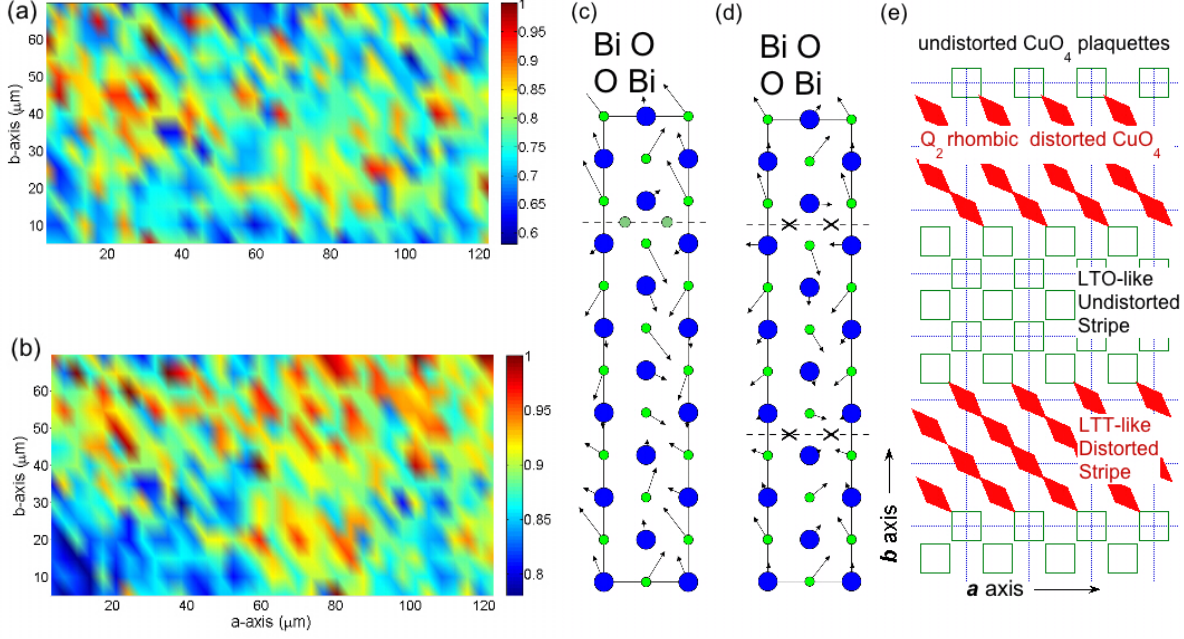 (a)
b-axis (μm)
60
50
40
30
20
10
20
40
60
80
100
120
1
0.95
0.9
0.85
0.8
0.75
0.7
0.65
(b)
b-axis (μm)
60
50
40
30
20
10
20
40
60
80
100
120
a-axis (μm)
1
0.95
0.9
0.85
0.8
(c)
Bi O
O Bi
(d)
Bi O
O Bi
b axis
(e)
undistorted CuO4 plaquettes
Q2 rhombic distorted CuO4
LTO-like
Undistorted
Stripe
LTT-like
Distorted
Stripe
a axis